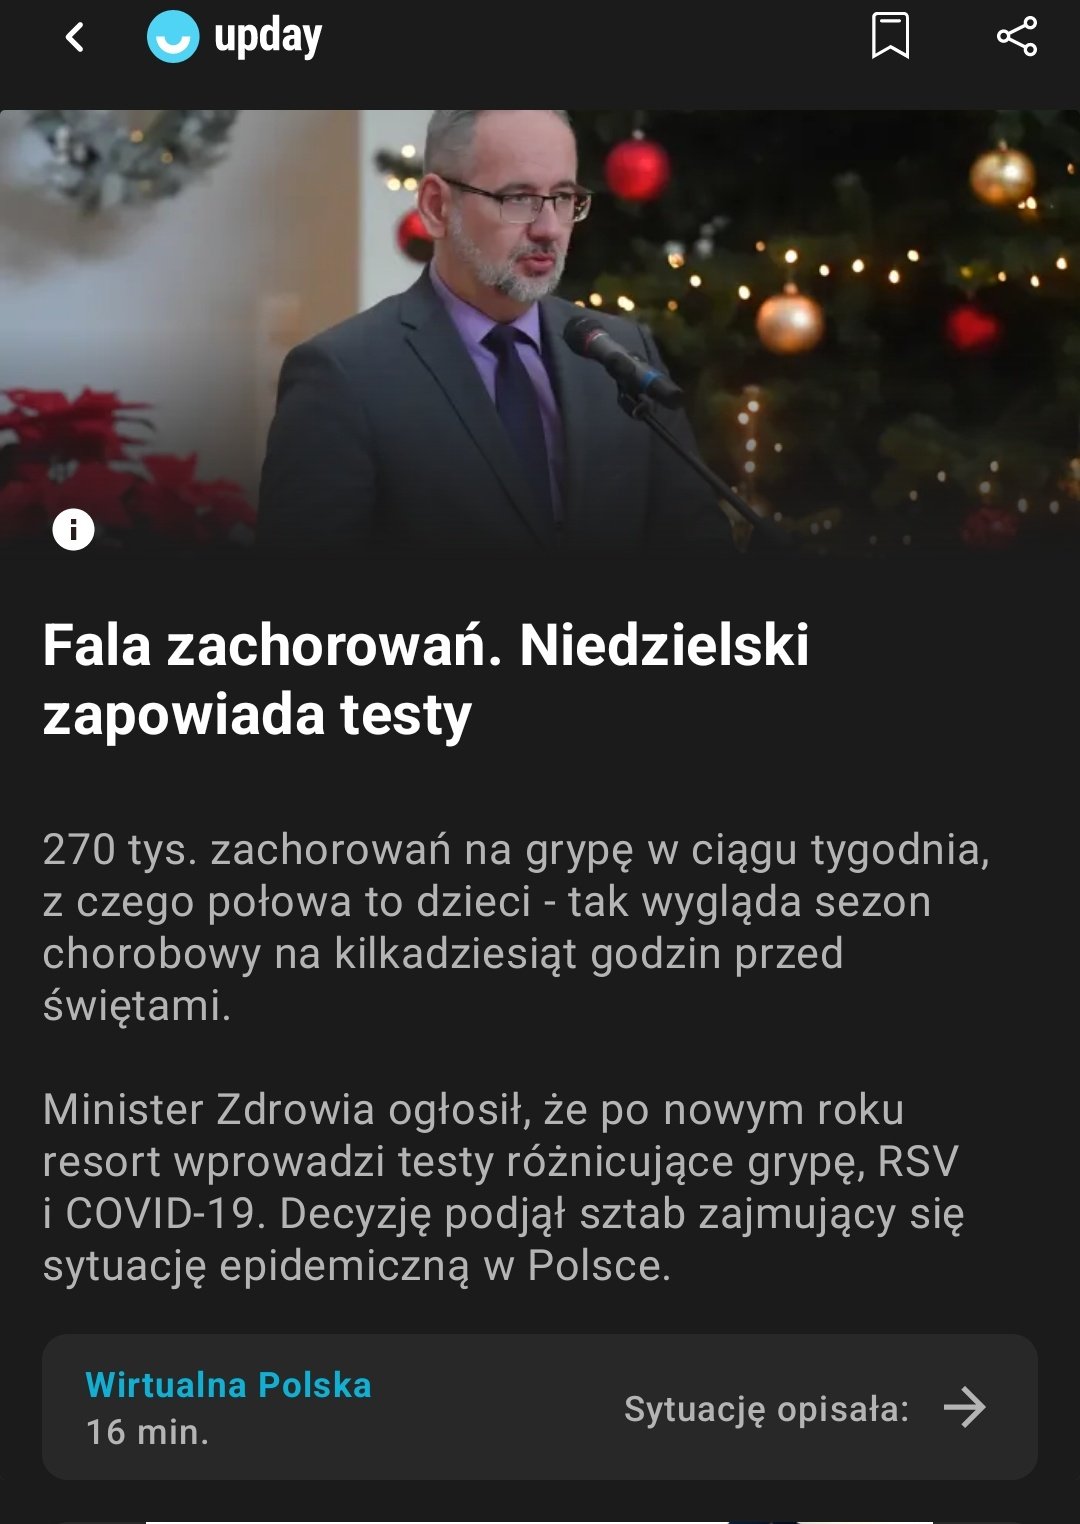 upday
Fala zachorowań. Niedzielski
zapowiada testy
270 tys. zachorowań na grypę w ciągu tygodnia,
z czego połowa to dzieci - tak wygląda sezon
chorobowy na kilkadziesiąt godzin przed
świętami.
Minister Zdrowia ogłosił, że po nowym roku
resort wprowadzi testy różnicujące grypę, RSV
i COVID-19. Decyzję podjął sztab zajmujący się
sytuację epidemiczną w Polsce.
Wirtualna Polska
16 min.
Sytuację opisała: